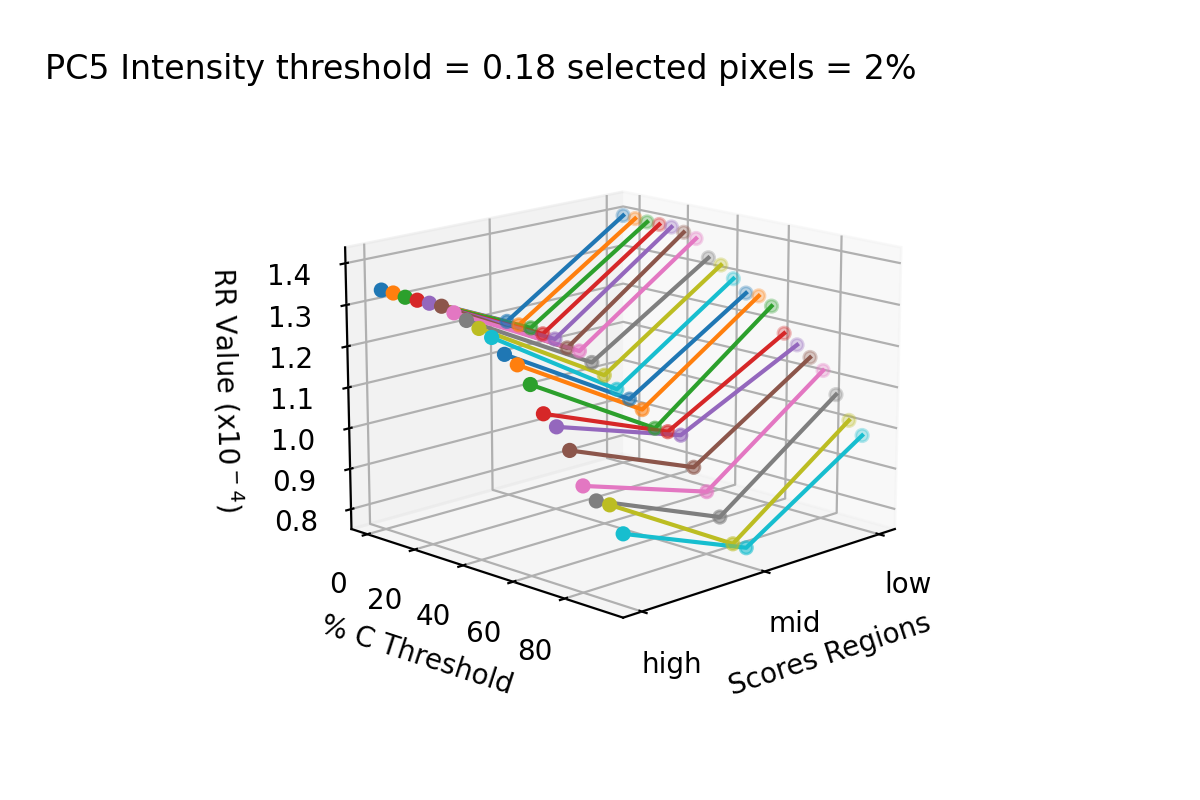 PC5 Intensity threshold = 0.18 selected pixels = 2%
RR Value (x10⁻⁴)
1.4
1.3
1.2
1.1
1.0
0.9
0.8
0
20
40
60
80
% C Threshold
low
mid
high
Scores Regions